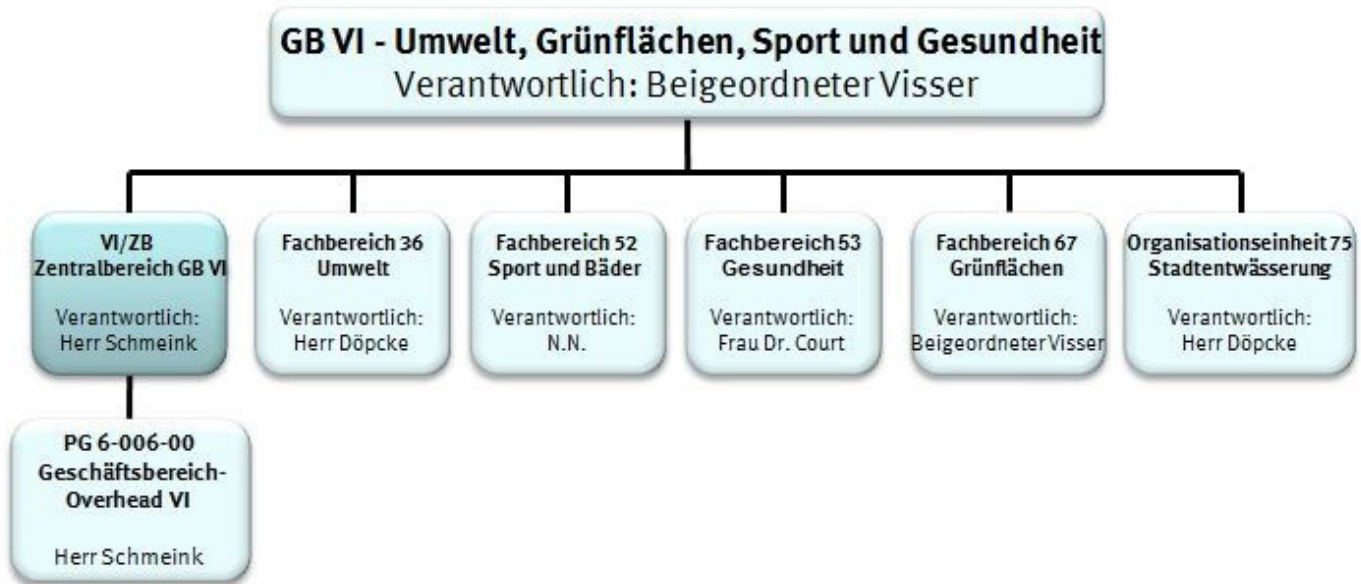 GB VI - Umwelt, Grünflächen, Sport und Gesundheit
Verantwortlich: Beigeordneter Visser
VI/ZB
Zentralbereich GB VI
Verantwortlich:
Herr Schmeink
Fachbereich 36
Umwelt
Verantwortlich:
Herr Döpcke
Fachbereich 52
Sport und Bäder
Verantwortlich:
N.N.
Fachbereich 53
Gesundheit
Verantwortlich:
Frau Dr. Court
Fachbereich 67
Grünflächen
Verantwortlich:
Beigeordneter Visser
Organisationseinheit 75
Stadtentwässerung
Verantwortlich:
Herr Döpcke
PG 6-006-00
Geschäftsbereich-
Overhead VI
Herr Schmeink